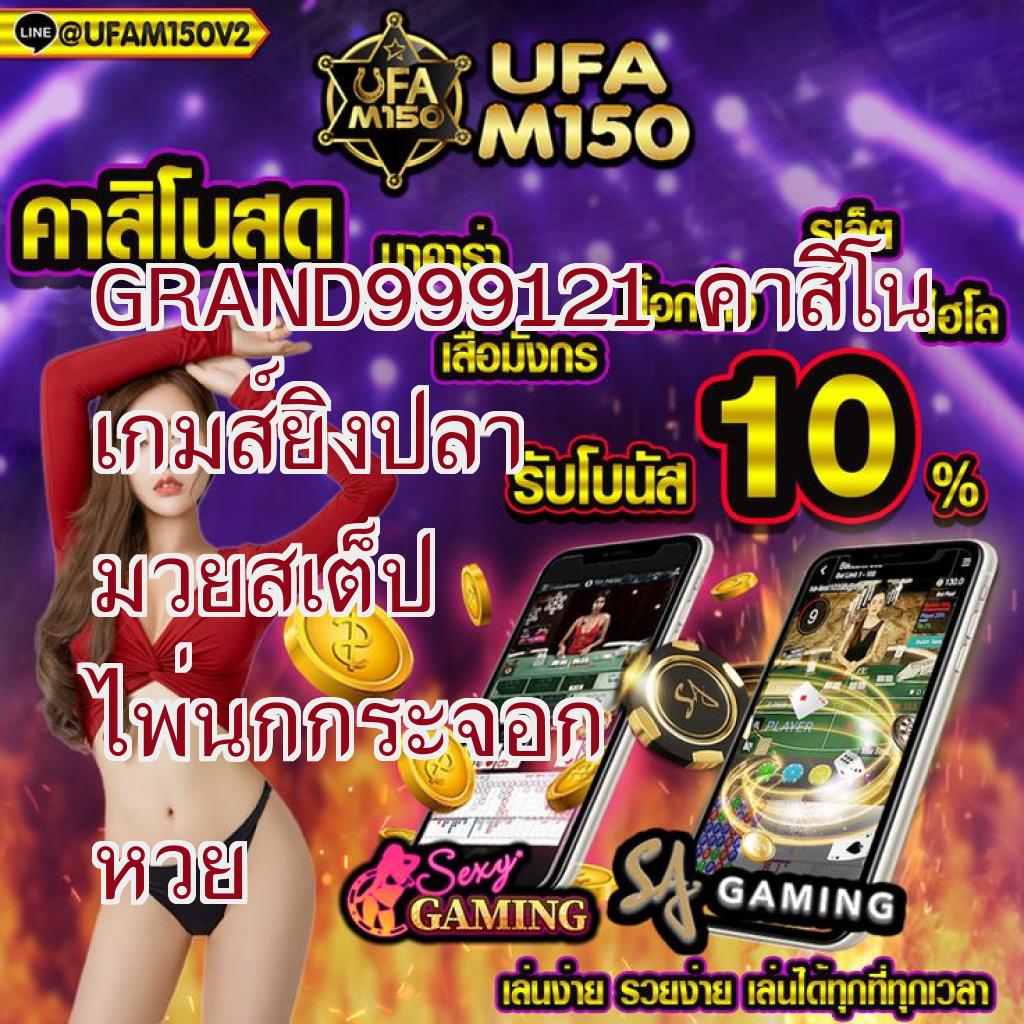 LINE @UFAM150V2
UFA
M150
UFA
M150
คาสิโนสด
บาคาร่า
รูเล็ต
GRAND999121 คาสิโน
ไฮโล
เสือมังกร
เกมส์ยิงปลา
10
รับโบนัส
%
มวยสเต็ป
ไพ่นกกระจอก
PLAYER
หวย
Sexy
GAMING
SA GAMING
เล่นง่าย รวยง่าย เล่นได้ทุกที่ทุกเวลา